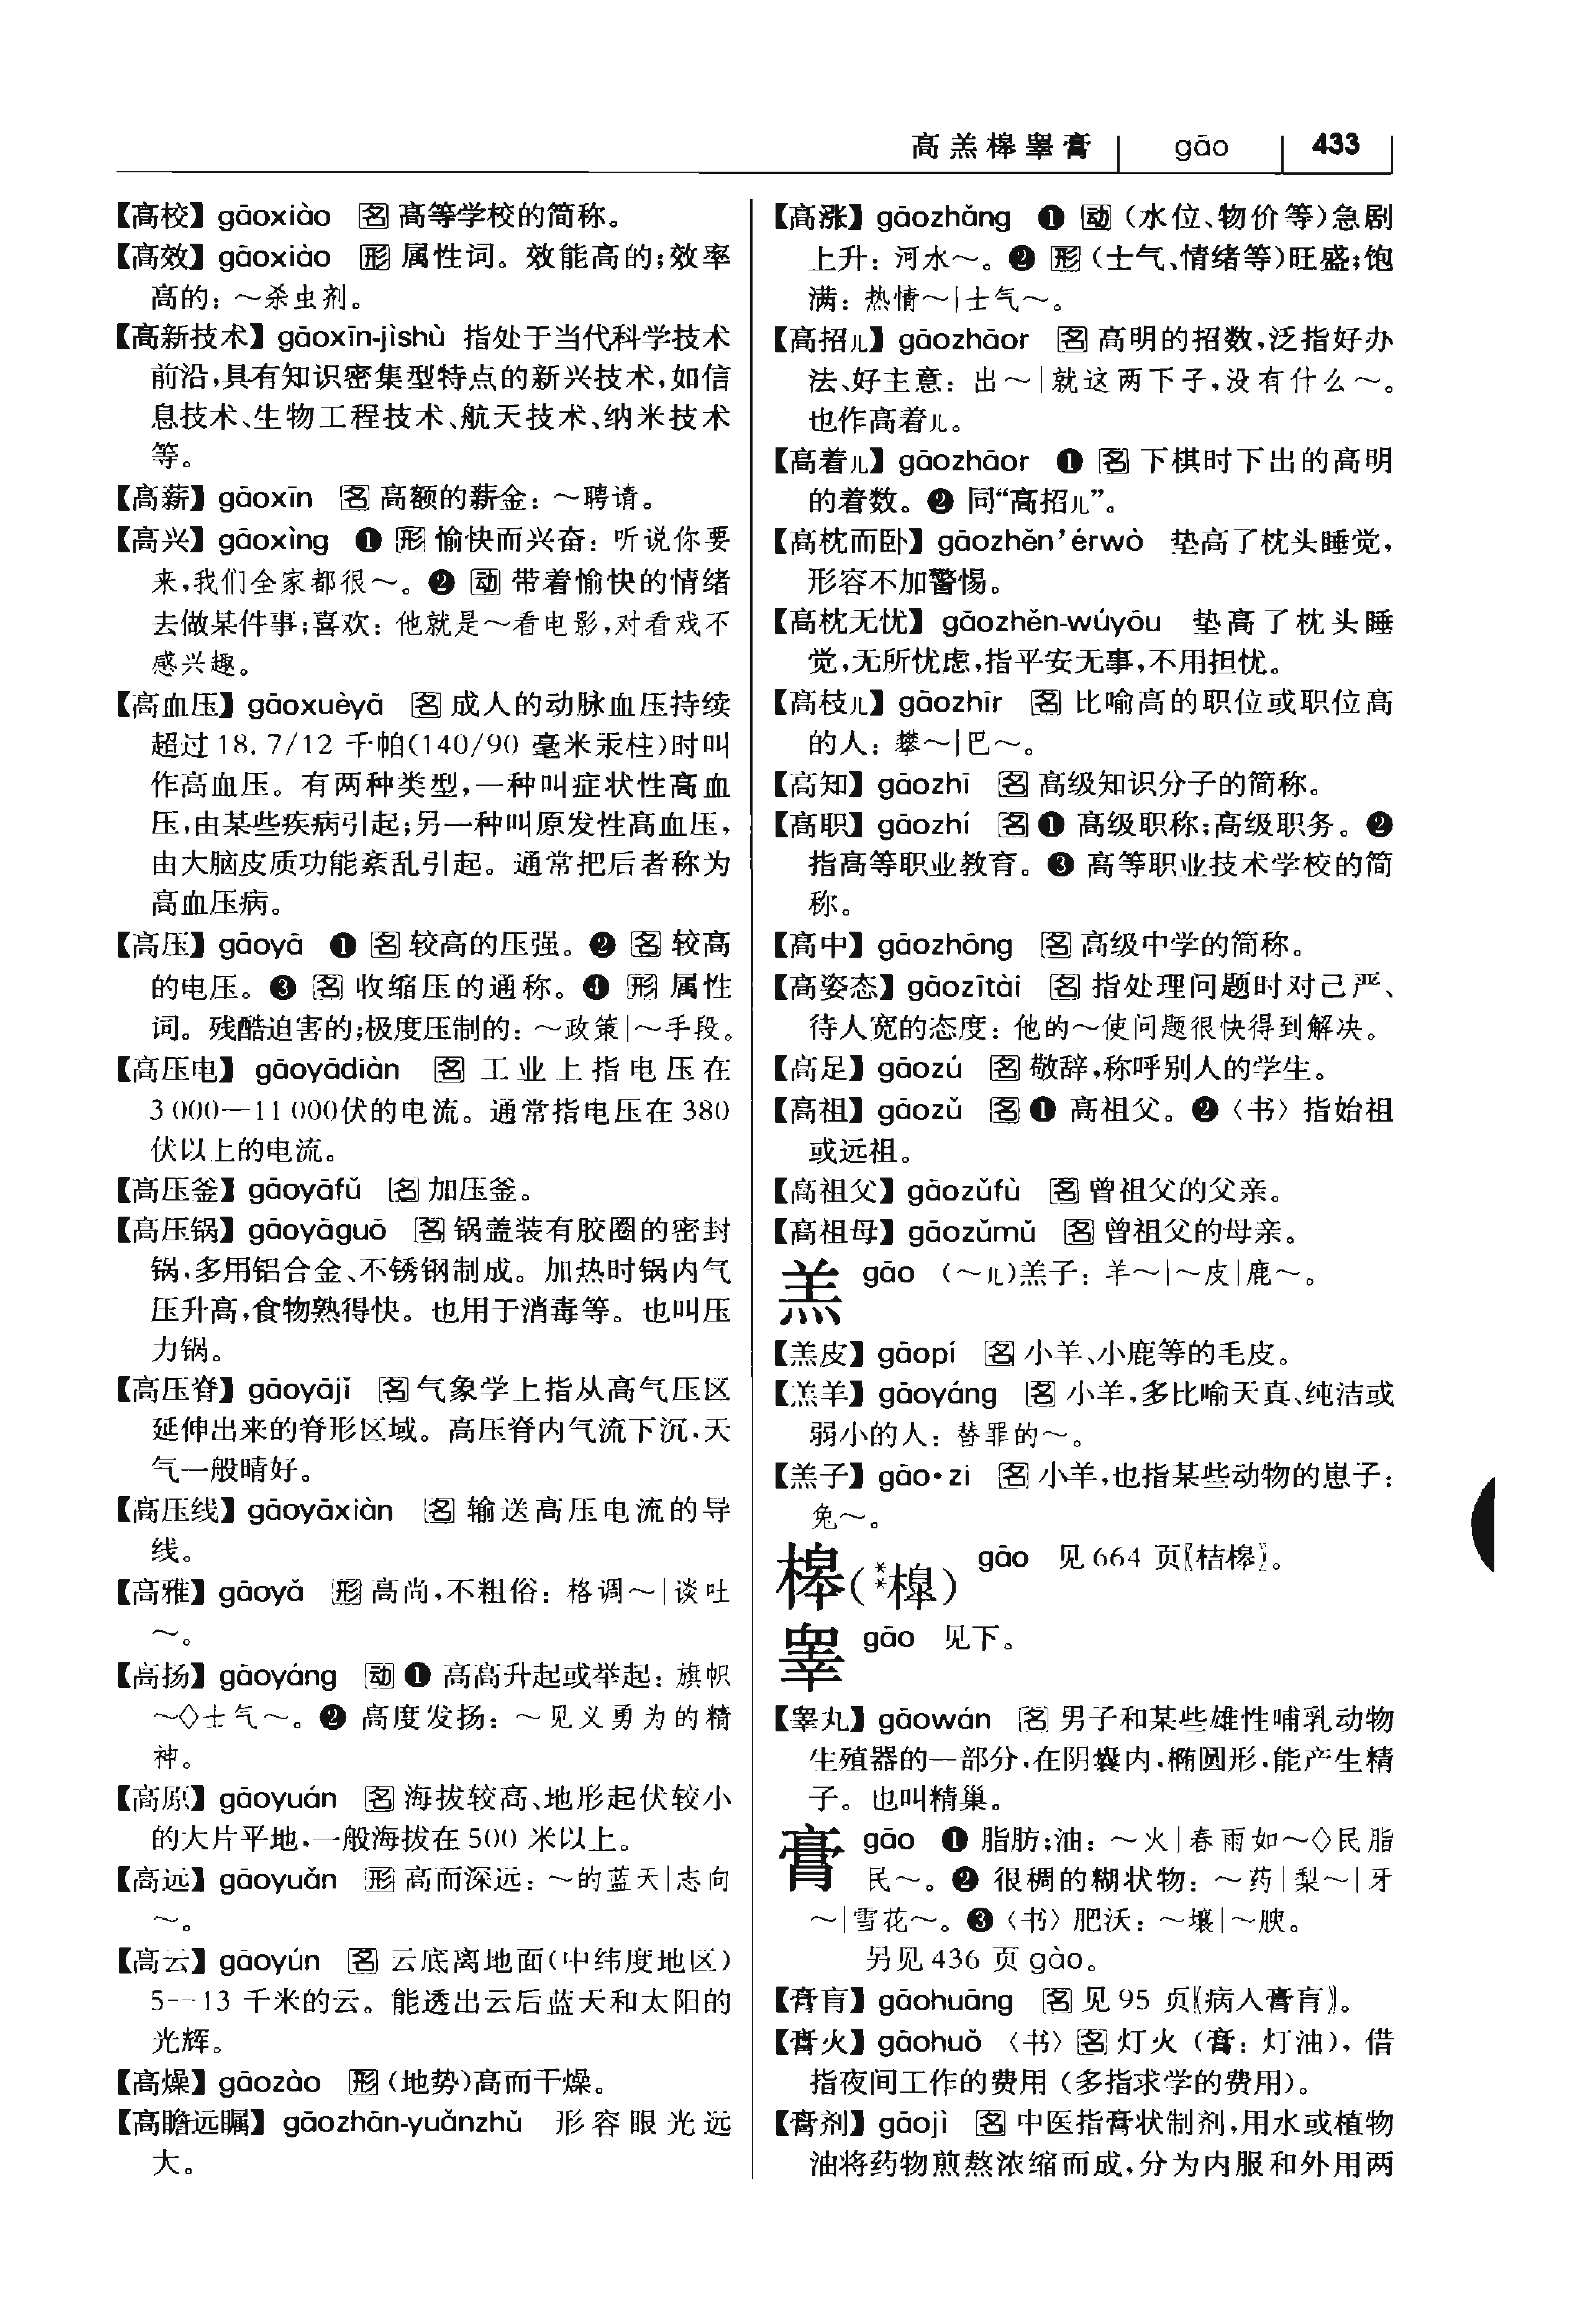 高羔槔睾膏 gāo 433
【高校】gāoxiào 名 高等学校的简称。
【高效】gāoxiào 形 属性词。效能高的;效率
高的：～杀虫剂。
【高新技术】gāoxīn-jìshù 指处于当代科学技术
前沿,具有知识密集型特点的新兴技术,如信
息技术、生物工程技术、航天技术、纳米技术
等。
【高薪】gāoxīn 名 高额的薪金：～聘请。
【高兴】gāoxìng ❶ 形 愉快而兴奋：听说你要
来,我们全家都很～。❷ 动 带着愉快的情绪
去做某件事;喜欢：他就是～看电影,对看戏不
感兴趣。
【高血压】gāoxuèyā 名 成人的动脉血压持续
超过18.7/12 千帕(140/90 毫米汞柱)时叫
作高血压。有两种类型,一种叫症状性高血
压,由某些疾病引起;另一种叫原发性高血压,
由大脑皮质功能紊乱引起。通常把后者称为
高血压病。
【高压】gāoyā ❶ 名 较高的压强。❷ 名 较高
的电压。❸ 名 收缩压的通称。❹ 形 属性
词。残酷迫害的;极度压制的：～政策|～手段。
【高压电】gāoyādiàn 名 工业上指电压在
3 000—11 000伏的电流。通常指电压在380
伏以上的电流。
【高压釜】gāoyāfǔ 名 加压釜。
【高压锅】gāoyāguō 名 锅盖装有胶圈的密封
锅,多用铝合金、不锈钢制成。加热时锅内气
压升高,食物熟得快。也用于消毒等。也叫压
力锅。
【高压脊】gāoyājǐ 名 气象学上指从高气压区
延伸出来的脊形区域。高压脊内气流下沉,天
气一般晴好。
【高压线】gāoyāxiàn 名 输送高压电流的导
线。
【高雅】gāoyǎ 形 高尚,不粗俗：格调～|谈吐
～。
【高扬】gāoyáng 动 ❶ 高高升起或举起：旗帜
～◇士气～。❷ 高度发扬：～见义勇为的精
神。
【高原】gāoyuán 名 海拔较高、地形起伏较小
的大片平地,一般海拔在500 米以上。
【高远】gāoyuǎn 形 高而深远：～的蓝天|志向
～。
【高云】gāoyún 名 云底离地面(中纬度地区)
5—13 千米的云。能透出云后蓝天和太阳的
光辉。
【高燥】gāozào 形 (地势)高而干燥。
【高瞻远瞩】gāozhān-yuǎnzhǔ 形容眼光远
大。
【高涨】gāozhǎng ❶ 动 (水位、物价等)急剧
上升：河水～。❷ 形 (士气、情绪等)旺盛;饱
满：热情～|士气～。
【高招儿】gāozhāor 名 高明的招数,泛指好办
法、好主意：出～|就这两下子,没有什么～。
也作高着儿。
【高着儿】gāozhāor ❶ 名 下棋时下出的高明
的着数。❷ 同“高招儿”。
【高枕而卧】gāozhěn’érwò 垫高了枕头睡觉,
形容不加警惕。
【高枕无忧】gāozhěn-wúyōu 垫高了枕头睡
觉,无所忧虑,指平安无事,不用担忧。
【高枝儿】gāozhīr 名 比喻高的职位或职位高
的人：攀～|巴～。
【高知】gāozhī 名 高级知识分子的简称。
【高职】gāozhí 名 ❶ 高级职称;高级职务。❷
指高等职业教育。❸ 高等职业技术学校的简
称。
【高中】gāozhōng 名 高级中学的简称。
【高姿态】gāozītài 名 指处理问题时对己严、
待人宽的态度：他的～使问题很快得到解决。
【高足】gāozú 名 敬辞,称呼别人的学生。
【高祖】gāozǔ 名 ❶ 高祖父。❷〈书〉指始祖
或远祖。
【高祖父】gāozǔfù 名 曾祖父的父亲。
【高祖母】gāozǔmǔ 名 曾祖父的母亲。
羔 gāo (～儿)羔子：羊～|～皮|鹿～。
【羔皮】gāopí 名 小羊、小鹿等的毛皮。
【羔羊】gāoyáng 名 小羊,多比喻天真、纯洁或
弱小的人：替罪的～。
【羔子】gāo·zi 名 小羊,也指某些动物的崽子：
兔～。
槔(**槹) gāo 见664 页〖桔槔〗。
睾 gāo 见下。
【睾丸】gāowán 名 男子和某些雄性哺乳动物
生殖器的一部分,在阴囊内,椭圆形,能产生精
子。也叫精巢。
膏 gāo ❶ 脂肪;油：～火|春雨如～◇民脂
民～。❷ 很稠的糊状物：～药|梨～|牙
～|雪花～。❸〈书〉肥沃：～壤|～腴。
另见436 页 gào。
【膏肓】gāohuāng 名 见95 页〖病入膏肓〗。
【膏火】gāohuǒ 〈书〉名 灯火（膏：灯油），借
指夜间工作的费用（多指求学的费用）。
【膏剂】gāojì 名 中医指膏状制剂,用水或植物
油将药物煎熬浓缩而成,分为内服和外用两